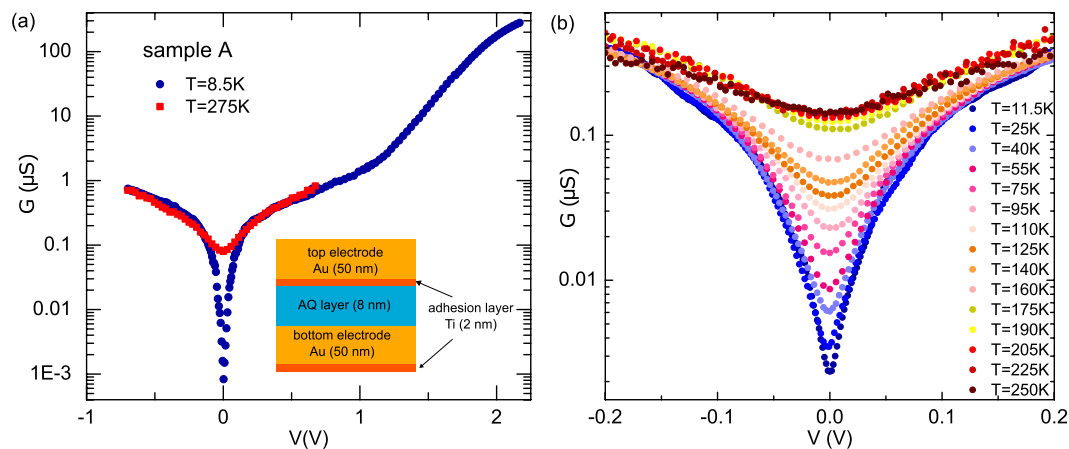 (a)
sample A
T=8.5K
T=275K
G (µS)
100
10
1
0.1
0.01
1E-3
-1
0
1
2
V(V)
top electrode
Au (50 nm)
AQ layer (8 nm)
bottom electrode
Au (50 nm)
adhesion layer
Ti (2 nm)
(b)
G (µS)
0.1
0.01
-0.2
-0.1
0.0
0.1
0.2
V (V)
T=11.5K
T=25K
T=40K
T=55K
T=75K
T=95K
T=110K
T=125K
T=140K
T=160K
T=175K
T=190K
T=205K
T=225K
T=250K